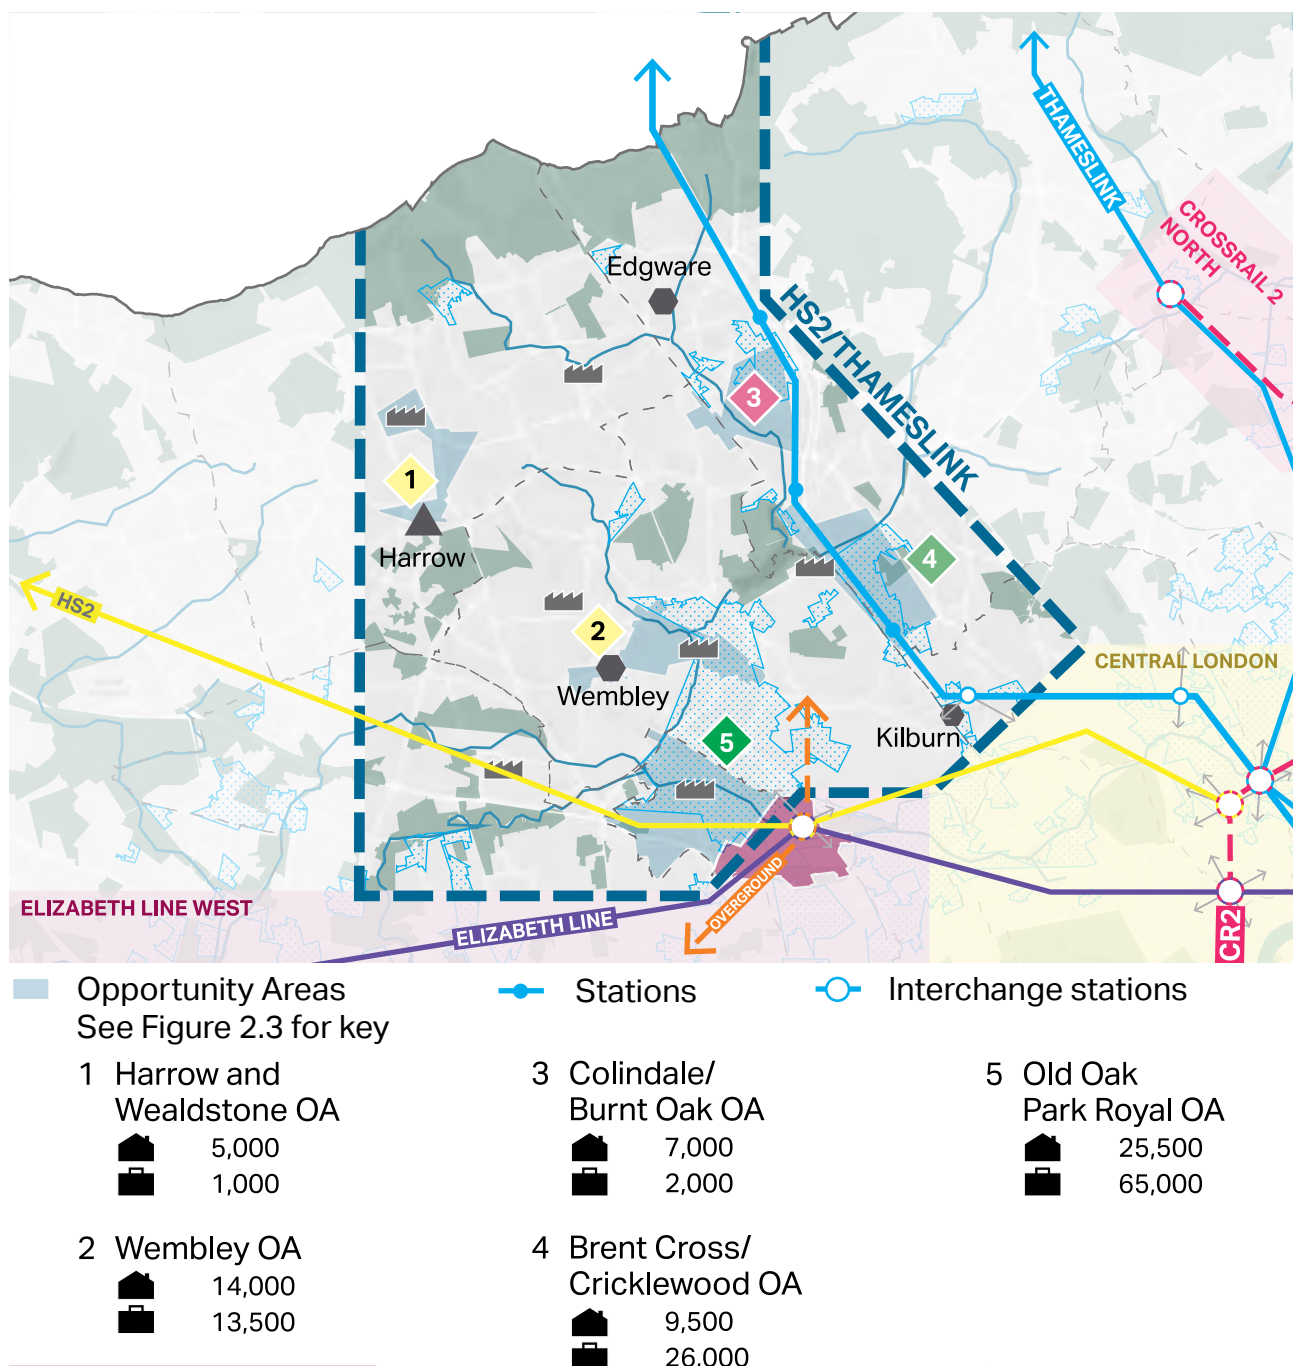 THAMESLINK
CROSSRAIL 2
NORTH
Edgware
HS2/THAMESLINK
3
1
Harrow
4
HS2
2
Wembley
CENTRAL LONDON
Kilburn
5
ELIZABETH LINE WEST
ELIZABETH LINE
OVERGROUND
CR2
Opportunity Areas
See Figure 2.3 for key
Stations
Interchange stations
1 Harrow and
Wealdstone OA
5,000
1,000
2 Wembley OA
14,000
13,500
3 Colindale/
Burnt Oak OA
7,000
2,000
4 Brent Cross/
Cricklewood OA
9,500
26,000
5 Old Oak
Park Royal OA
25,500
65,000